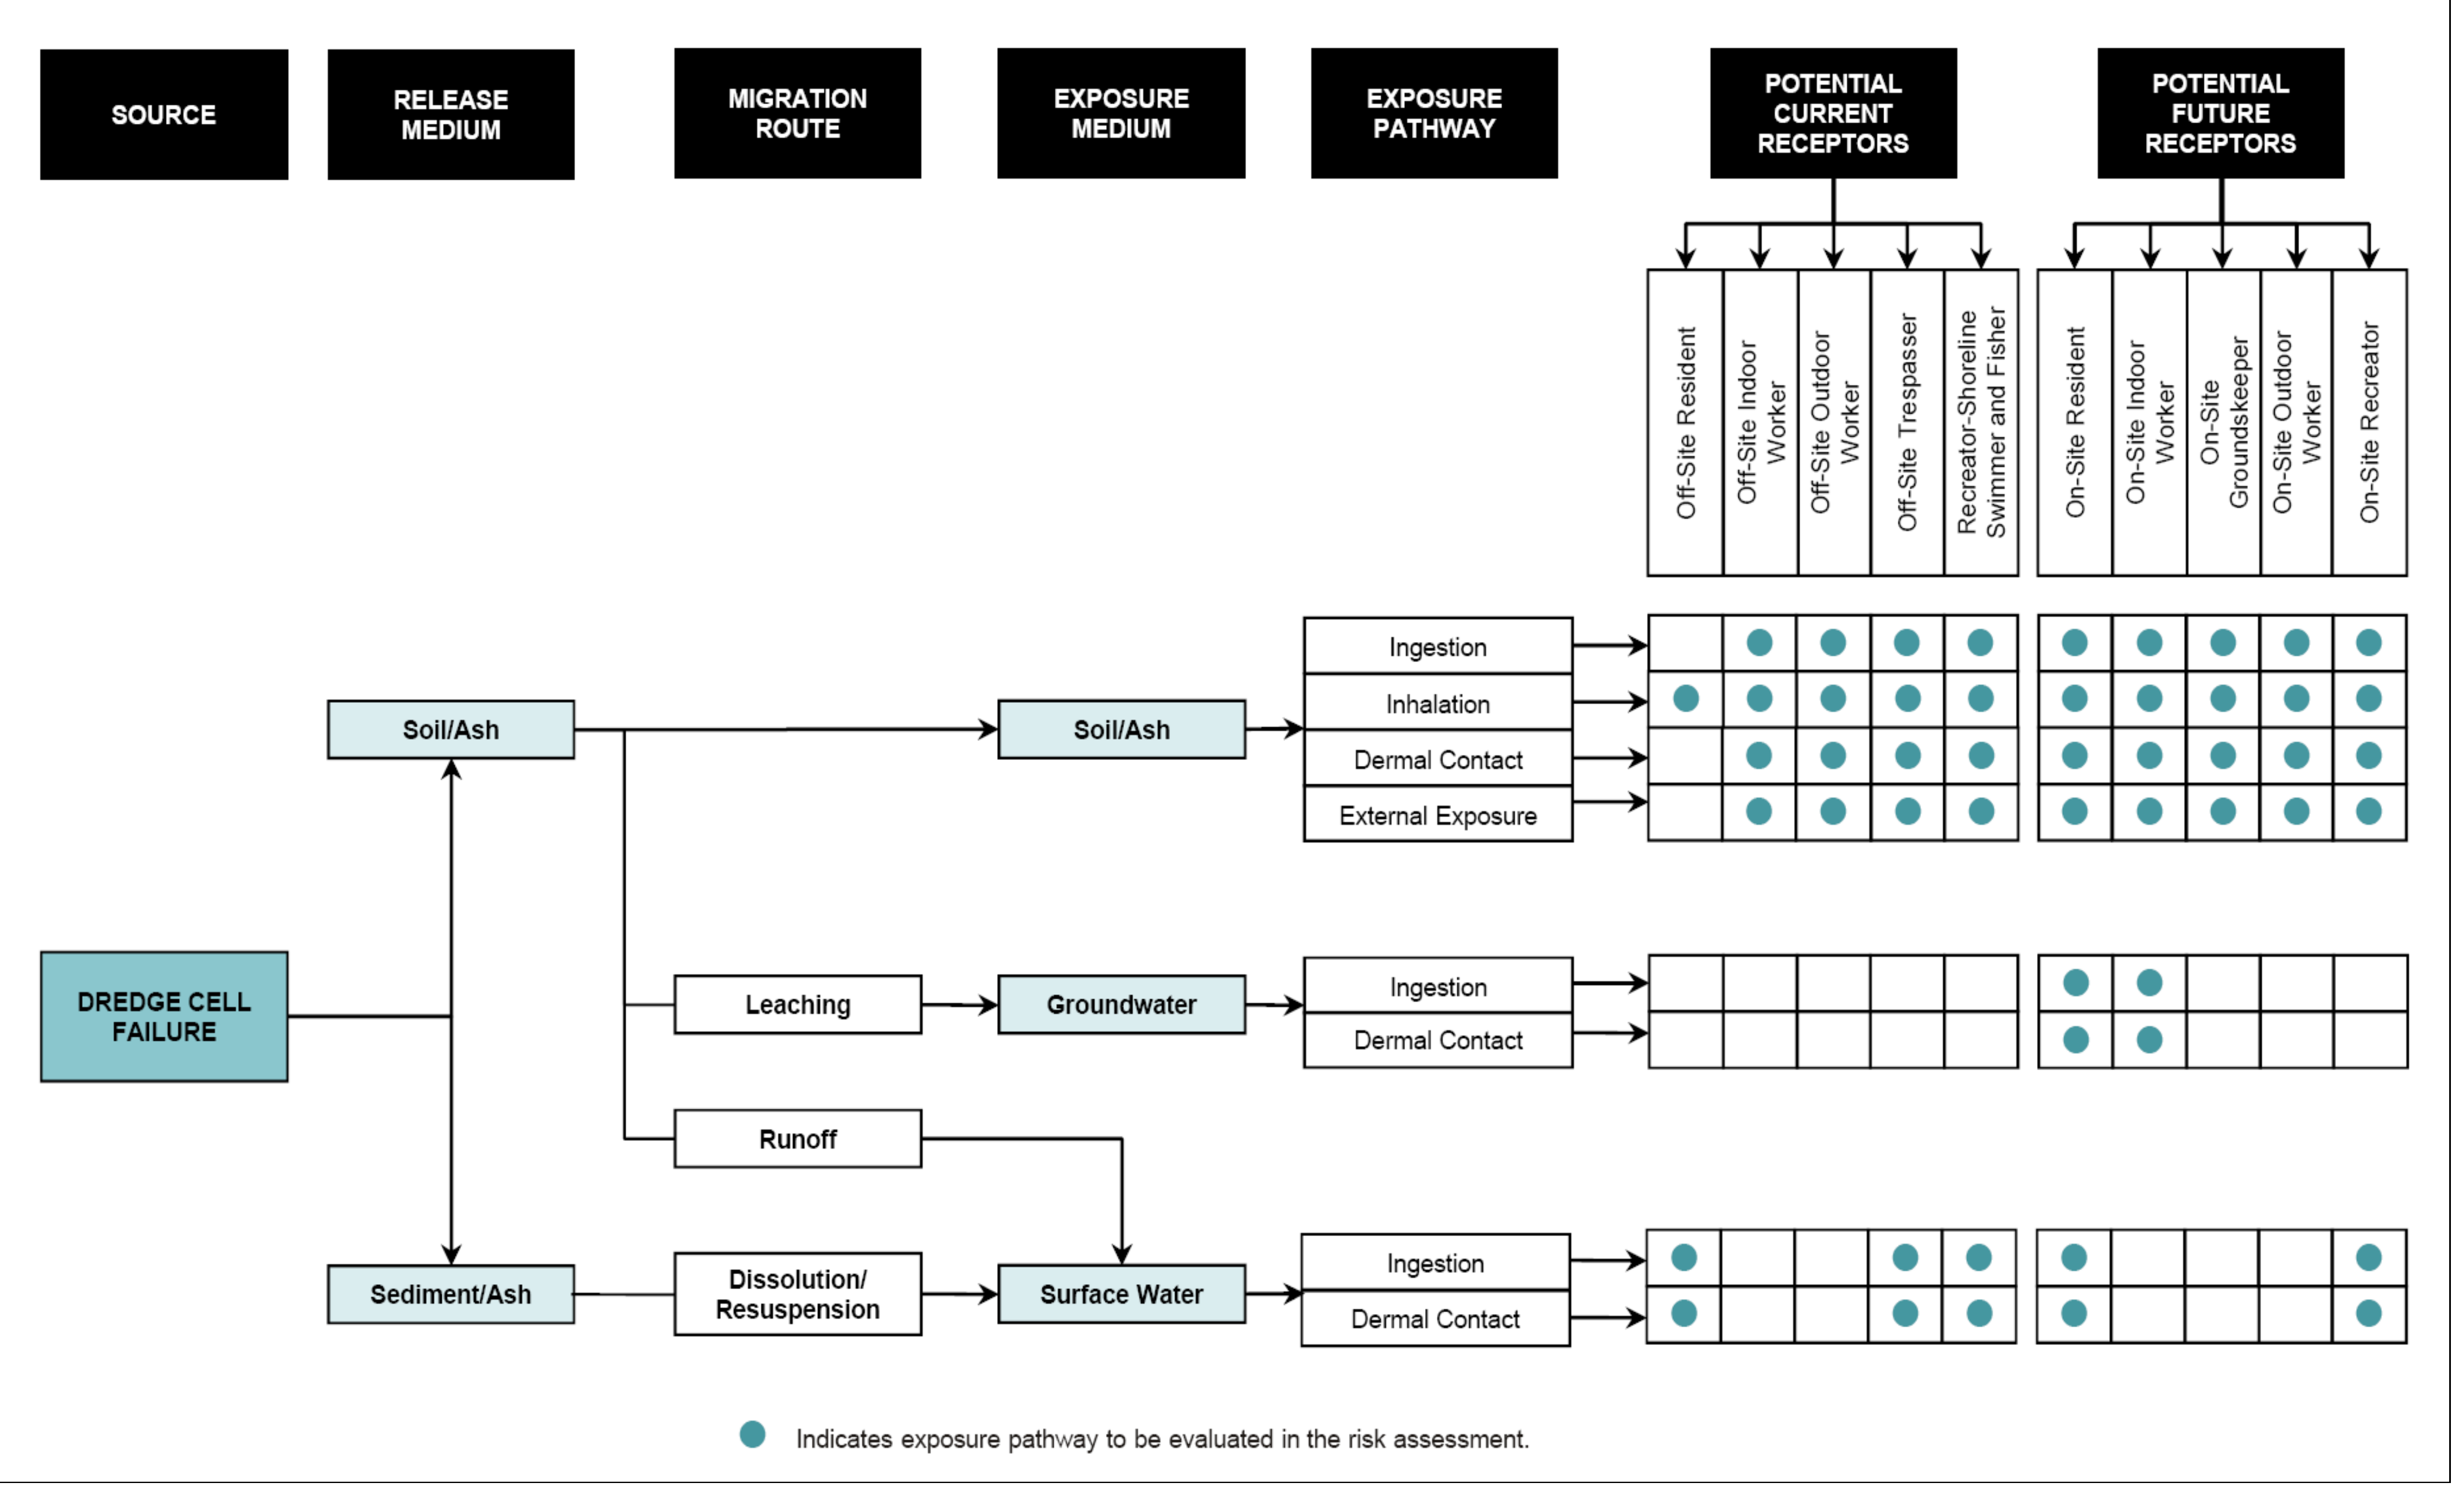 SOURCE
RELEASE
MEDIUM
MIGRATION
ROUTE
EXPOSURE
MEDIUM
EXPOSURE
PATHWAY
POTENTIAL
CURRENT
RECEPTORS
POTENTIAL
FUTURE
RECEPTORS
Off-Site Resident
Off-Site Indoor
Worker
Off-Site Outdoor
Worker
Off-Site Trespasser
Recreator-Shoreline
Swimmer and Fisher
On-Site Resident
On-Site Indoor
Worker
On-Site
Groundskeeper
On-Site Outdoor
Worker
On-Site Recreator
Ingestion
Inhalation
Dermal Contact
External Exposure
Soil/Ash
Soil/Ash
DREDGE CELL
FAILURE
Leaching
Groundwater
Ingestion
Dermal Contact
Runoff
Sediment/Ash
Dissolution/
Resuspension
Surface Water
Ingestion
Dermal Contact
Indicates exposure pathway to be evaluated in the risk assessment.